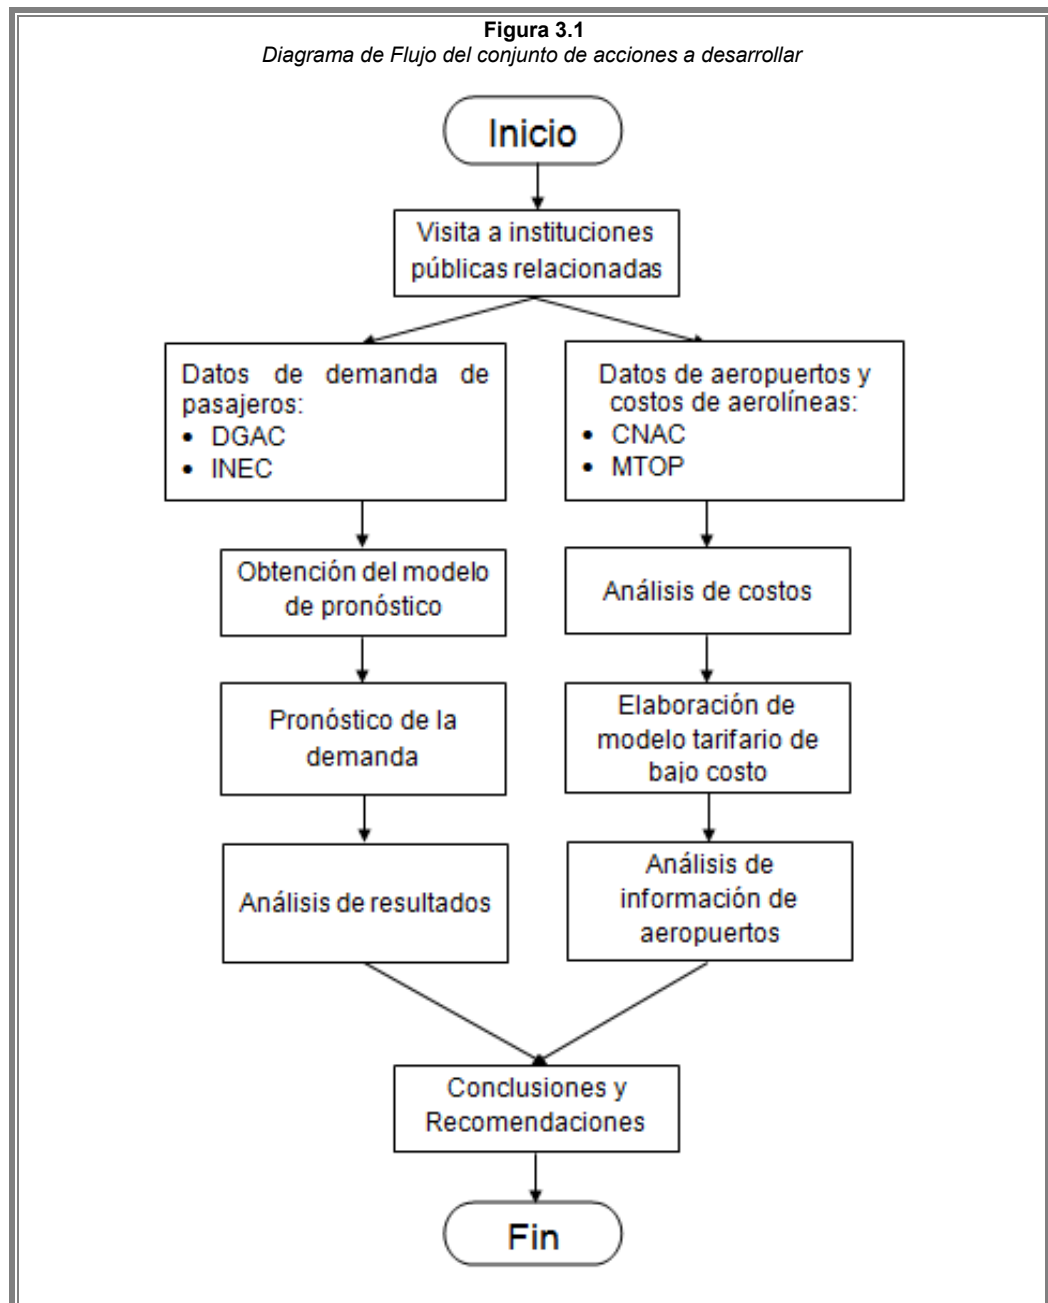 Figura 3.1
Diagrama de Flujo del conjunto de acciones a desarrollar
Inicio
Visita a instituciones
públicas relacionadas
Datos de demanda de
pasajeros:
• DGAC
• INEC
Datos de aeropuertos y
costos de aerolíneas:
• CNAC
• MTOP
Obtención del modelo
de pronóstico
Análisis de costos
Pronóstico de la
demanda
Elaboración de
modelo tarifario de
bajo costo
Análisis de resultados
Análisis de
información de
aeropuertos
Conclusiones y
Recomendaciones
Fin